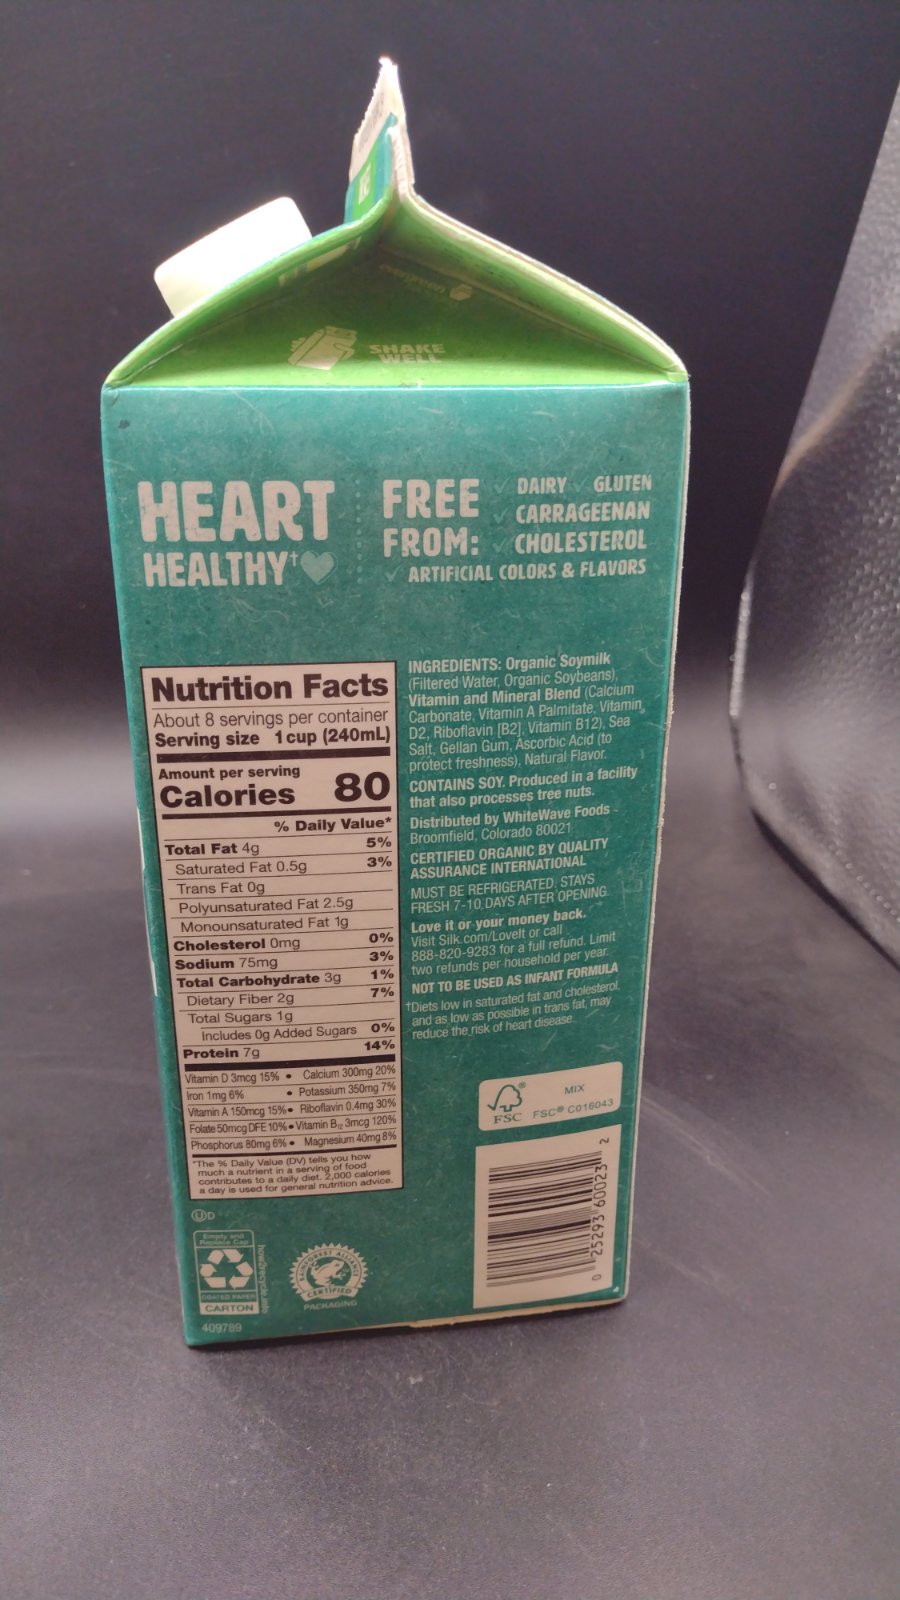 SHAKE
WELL
HEART
HEALTHY†
FREE
FROM:
DAIRY GLUTEN
CARRAGEENAN
CHOLESTEROL
ARTIFICIAL COLORS & FLAVORS
Nutrition Facts
About 8 servings per container
Serving size 1 cup (240mL)
Amount per serving
Calories 80
% Daily Value*
Total Fat 4g 5%
Saturated Fat 0.5g 3%
Trans Fat 0g
Polyunsaturated Fat 2.5g
Monounsaturated Fat 1g
Cholesterol 0mg 0%
Sodium 75mg 3%
Total Carbohydrate 3g 1%
Dietary Fiber 2g 7%
Total Sugars 1g
Includes 0g Added Sugars 0%
Protein 7g 14%
Vitamin D 3mcg 15% • Calcium 300mg 20%
Iron 1mg 6% • Potassium 350mg 7%
Vitamin A 150mcg 15% • Riboflavin 0.4mg 30%
Folate 50mcg DFE 10% • Vitamin B12 3mcg 120%
Phosphorus 80mg 6% • Magnesium 40mg 8%
*The % Daily Value (DV) tells you how
much a nutrient in a serving of food
contributes to a daily diet. 2,000 calories
a day is used for general nutrition advice.
INGREDIENTS: Organic Soymilk
(Filtered Water, Organic Soybeans),
Vitamin and Mineral Blend (Calcium
Carbonate, Vitamin A Palmitate, Vitamin
D2, Riboflavin [B2], Vitamin B12), Sea
Salt, Gellan Gum, Ascorbic Acid (to
protect freshness), Natural Flavor.
CONTAINS SOY. Produced in a facility
that also processes tree nuts.
Distributed by WhiteWave Foods -
Broomfield, Colorado 80021
CERTIFIED ORGANIC BY QUALITY
ASSURANCE INTERNATIONAL
MUST BE REFRIGERATED. STAYS
FRESH 7-10 DAYS AFTER OPENING.
Love it or your money back.
Visit Silk.com/LoveIt or call
888-820-9283 for a full refund. Limit
two refunds per household per year.
NOT TO BE USED AS INFANT FORMULA
†Diets low in saturated fat and cholesterol,
and as low as possible in trans fat, may
reduce the risk of heart disease.
FSC®
MIX
FSC® C016043
0 25293 60023 2
UD
Empty and
Replace Cap
COATED PAPER
CARTON
how2recycle.info
RAINFOREST ALLIANCE
CERTIFIED
PACKAGING
409789